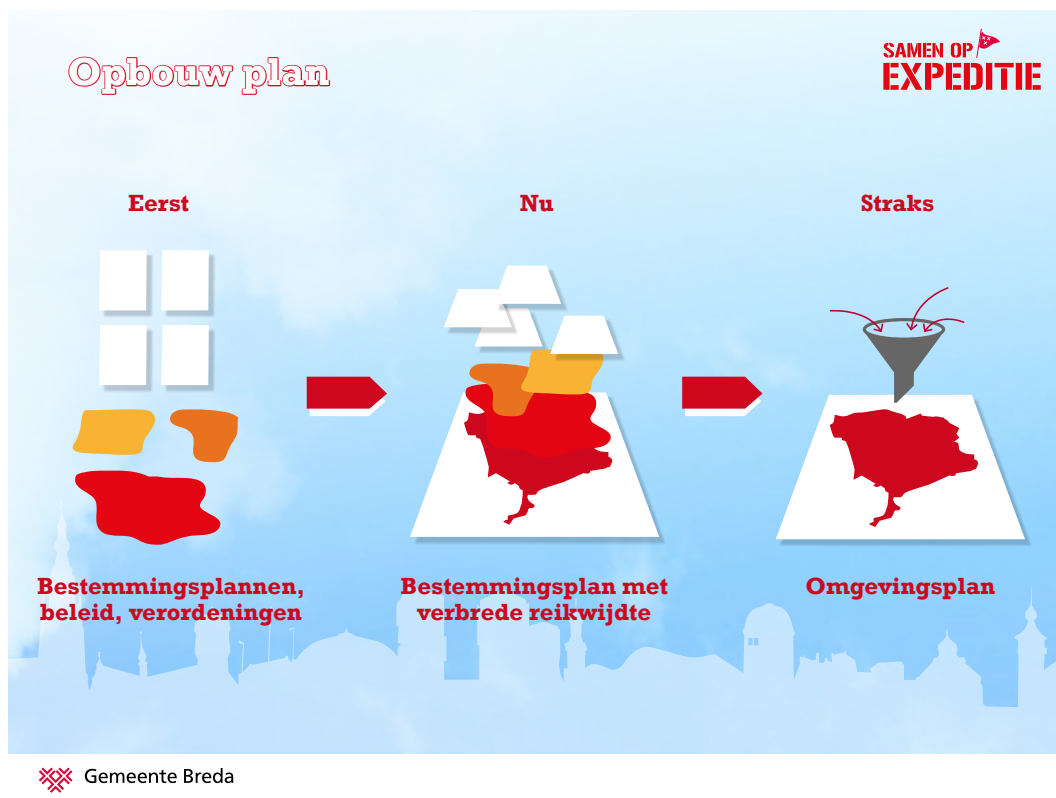 Opbouw plan
SAMEN OP
EXPEDITIE
Eerst
Nu
Straks
Bestemmingsplannen,
beleid, verordeningen
Bestemmingsplan met
verbrede reikwijdte
Omgevingsplan
Gemeente Breda